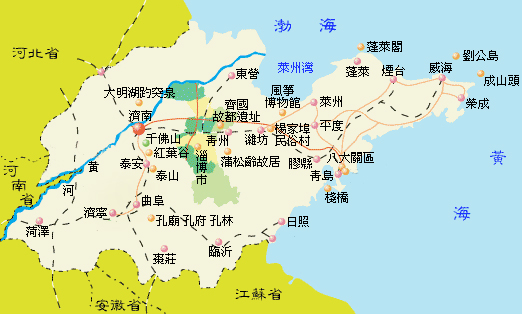 渤海
蓬萊閣
河北省
劉公島
萊州灣
蓬萊
煙台
威海
成山頭
東營
大明湖趵突泉
風箏
博物館
萊州
榮成
濟南
齊國
故都遺址
楊家埠
民俗村
平度
千佛山
青州
濰坊
黃
紅葉谷
淄博市
蒲松齡故居
膠縣
八大關區
泰安
黃河
河南省
泰山
青島
棧橋
曲阜
濟寧
孔廟 孔府 孔林
日照
海
菏澤
臨沂
棗莊
江蘇省
安徽省